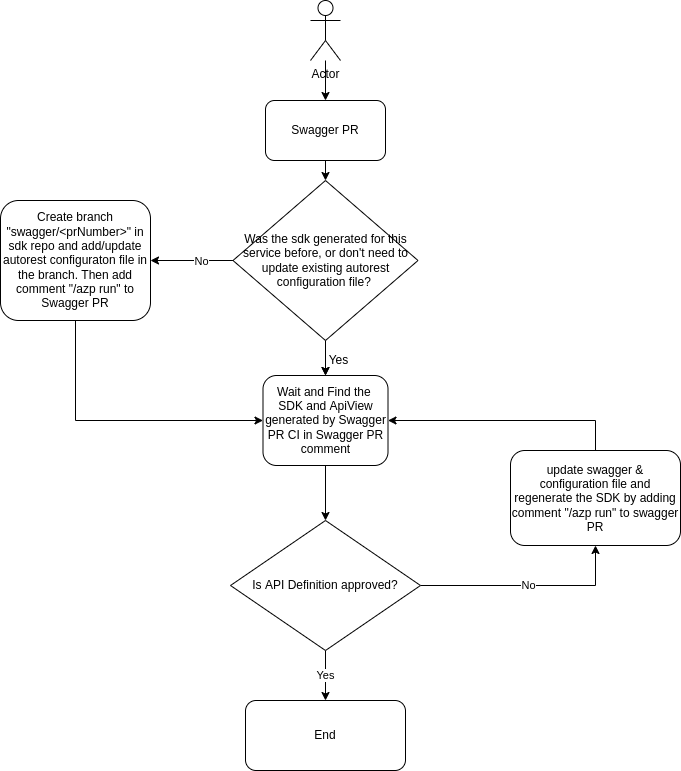 Actor
Swagger PR
Was the sdk generated for this
service before, or don't need to
update existing autorest
configuration file?
No
Create branch
"swagger/<prNumber>" in
sdk repo and add/update
autorest configuraton file in
the branch. Then add
comment "/azp run" to
Swagger PR
Yes
Wait and Find the
SDK and ApiView
generated by Swagger
PR CI in Swagger PR
comment
update swagger &
configuration file and
regenerate the SDK by adding
comment "/azp run" to swagger
PR
Is API Definition approved?
No
Yes
End